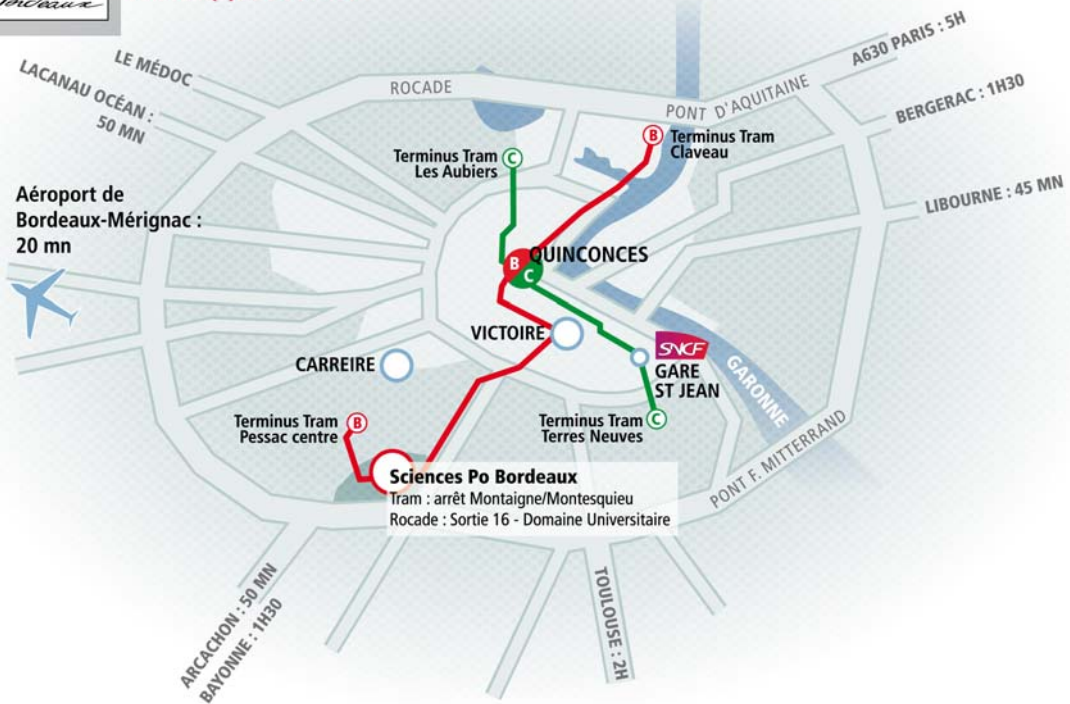 Bordeaux
LE MÉDOC
LACANAU OCÉAN :
50 MN
ROCADE
PONT D'AQUITAINE
A630 PARIS : 5H
BERGERAC : 1H30
LIBOURNE : 45 MN
Terminus Tram
Les Aubiers
C
B
Terminus Tram
Claveau
Aéroport de
Bordeaux-Mérignac :
20 mn
B
C
QUINCONCES
VICTOIRE
CARREIRE
SNCF
GARE
ST JEAN
GARONNE
Terminus Tram
Pessac centre
B
Terminus Tram
Terres Neuves
C
PONT F. MITTERRAND
Sciences Po Bordeaux
Tram : arrêt Montaigne/Montesquieu
Rocade : Sortie 16 - Domaine Universitaire
ARCACHON : 50 MN
BAYONNE : 1H30
TOULOUSE : 2H